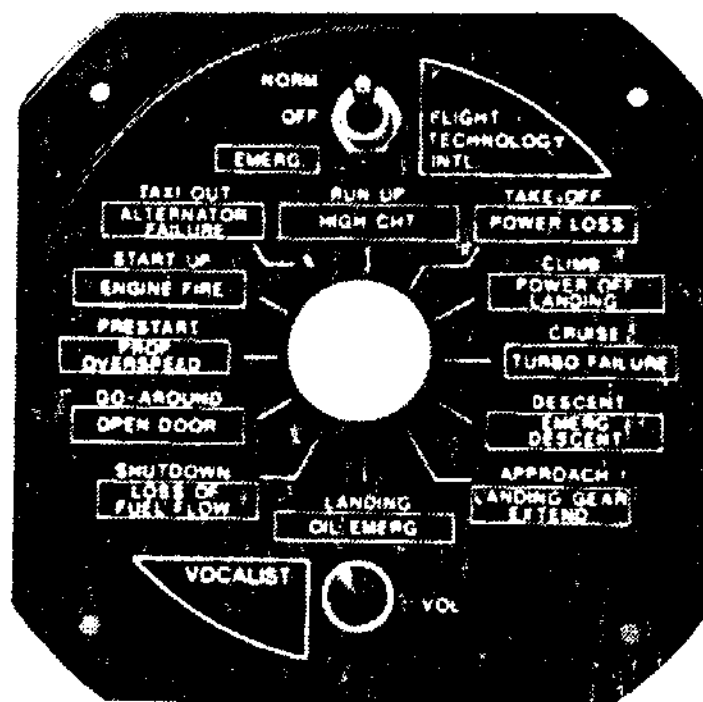 NORM
OFF
EMERG
FLIGHT
TECHNOLOGY
INTL.
TAXI OUT
ALTERNATOR
FAILURE
RUN UP
HIGH CHT
TAKE-OFF
POWER LOSS
START UP
ENGINE FIRE
CLIMB
POWER OFF
LANDING
PRESTART
PROP
OVERSPEED
CRUISE
TURBO FAILURE
GO-AROUND
OPEN DOOR
DESCENT
EMERG
DESCENT
SHUTDOWN
LOSS OF
FUEL FLOW
LANDING
OIL EMERG
APPROACH
LANDING GEAR
EXTEND
VOCALIST
VOL